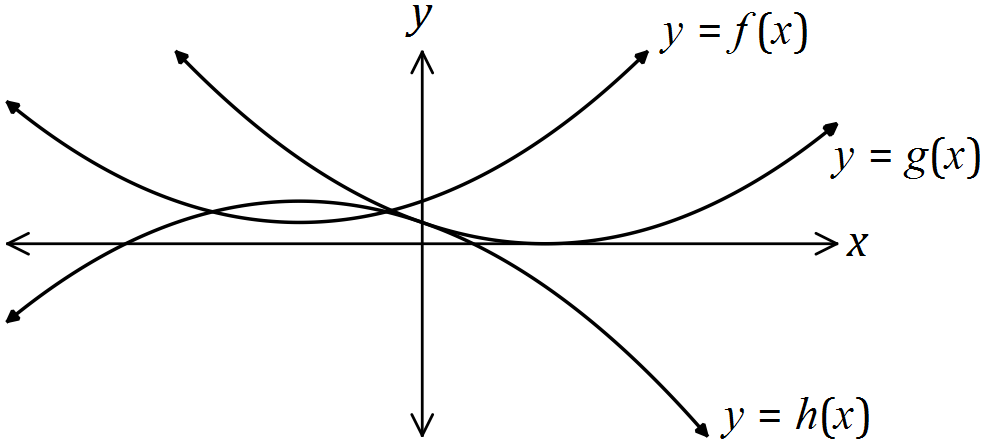 y
y = f(x)
y = g(x)
x
y = h(x)